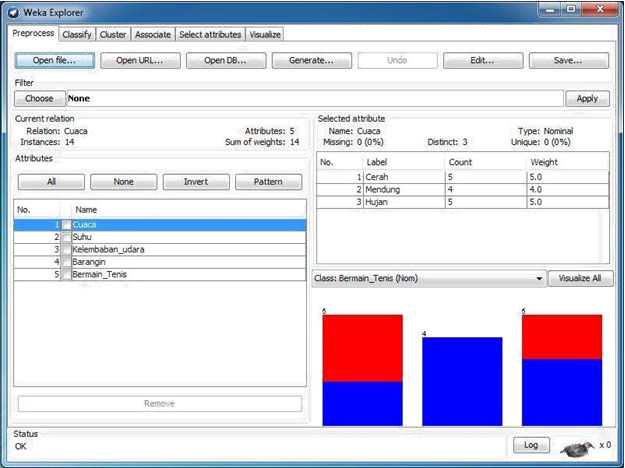 Weka Explorer
Preprocess Classify Cluster Associate Select attributes Visualize
Open file... Open URL... Open DB... Generate... Undo Edit... Save...
Filter
Choose None Apply
Current relation
Relation: Cuaca Attributes: 5
Instances: 14 Sum of weights: 14
Attributes
All None Invert Pattern
No. Name
1 Cuaca
2 Suhu
3 Kelembaban_udara
4 Barangin
5 Bermain_Tenis
Remove
Selected attribute
Name: Cuaca Type: Nominal
Missing: 0 (0%) Distinct: 3 Unique: 0 (0%)
No. Label Count Weight
1 Cerah 5 5.0
2 Mendung 4 4.0
3 Hujan 5 5.0
Class: Bermain_Tenis (Nom) Visualize All
5 4 5
Status
OK Log x 0